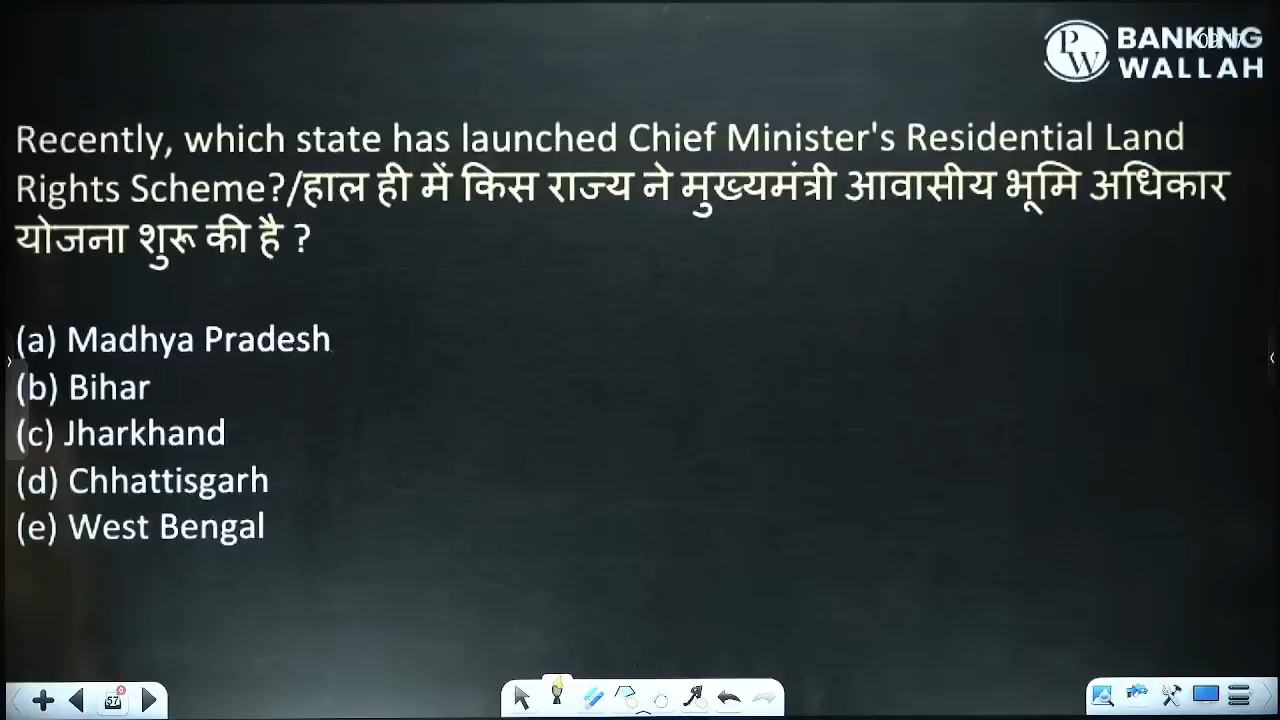 BANKING
WALLAH
Recently, which state has launched Chief Minister's Residential Land
Rights Scheme?/हाल ही में किस राज्य ने मुख्यमंत्री आवासीय भूमि अधिकार
योजना शुरू की है ?
(a) Madhya Pradesh
(b) Bihar
(c) Jharkhand
(d) Chhattisgarh
(e) West Bengal
57